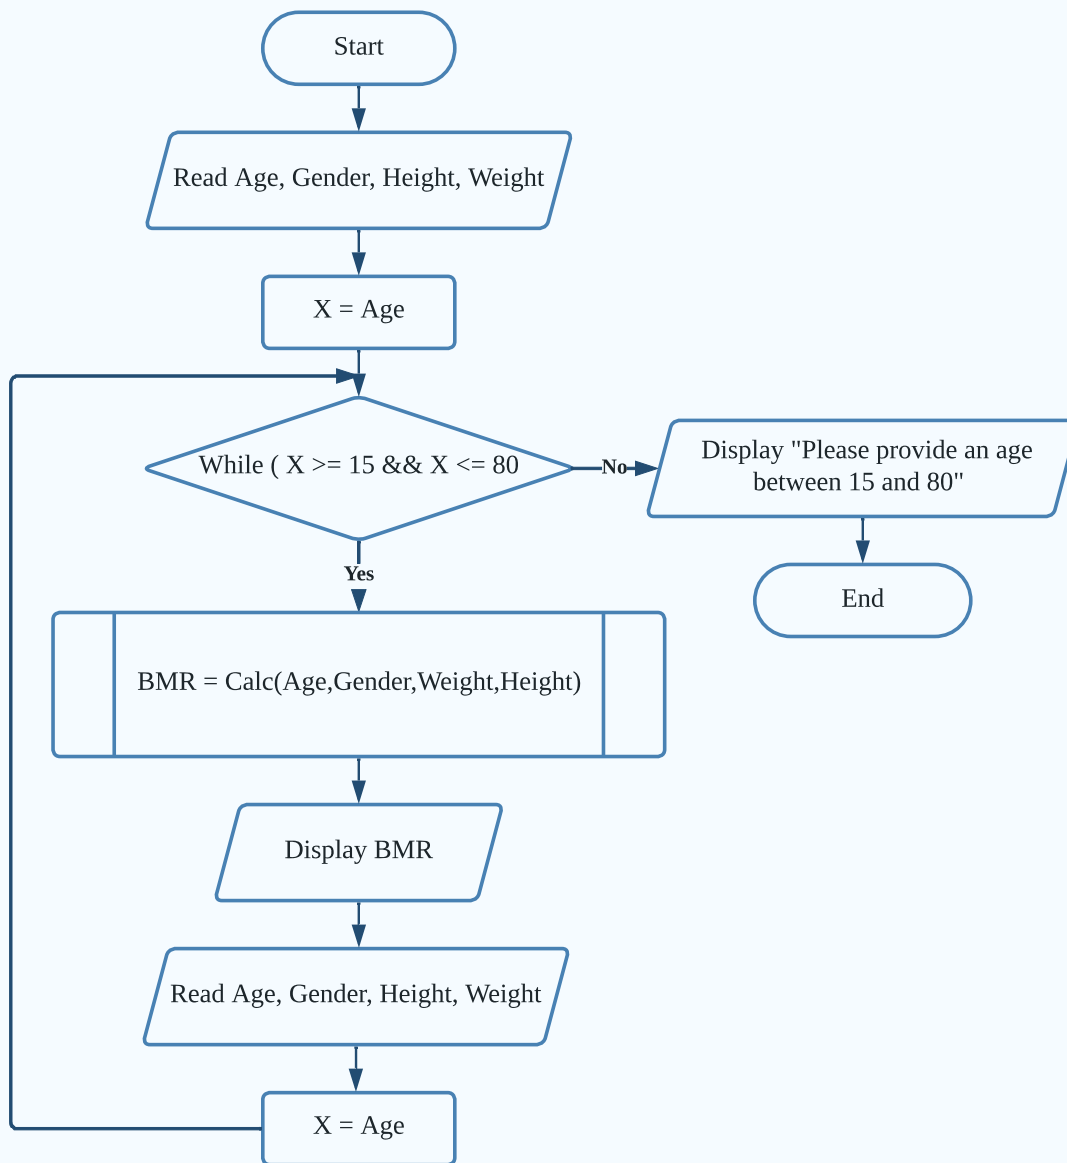 Start
Read Age, Gender, Height, Weight
X = Age
While ( X >= 15 && X <= 80
No
Display "Please provide an age
between 15 and 80"
End
Yes
BMR = Calc(Age,Gender,Weight,Height)
Display BMR
Read Age, Gender, Height, Weight
X = Age